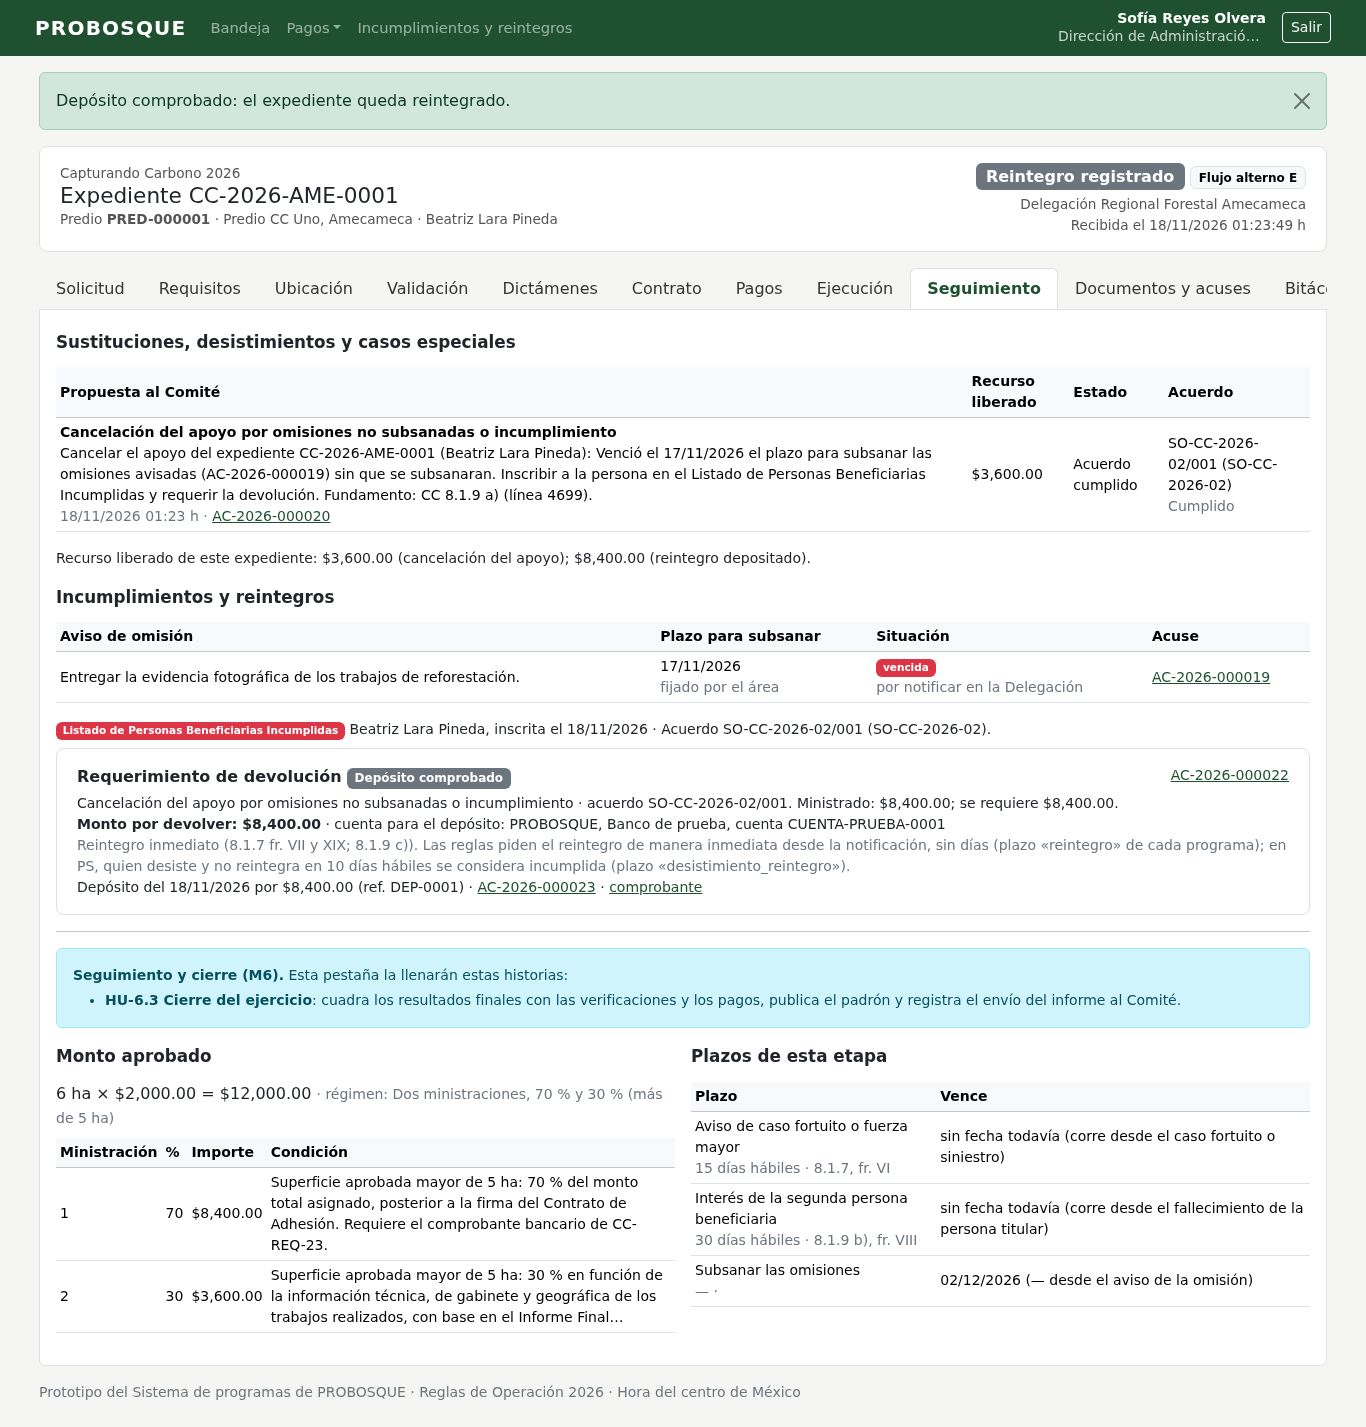 PROBOSQUE Bandeja Pagos Incumplimientos y reintegros
Sofía Reyes Olvera
Dirección de Administració…
Salir
Depósito comprobado: el expediente queda reintegrado.
Capturando Carbono 2026
Expediente CC-2026-AME-0001
Predio PRED-000001 · Predio CC Uno, Amecameca · Beatriz Lara Pineda
Reintegro registrado Flujo alterno E
Delegación Regional Forestal Amecameca
Recibida el 18/11/2026 01:23:49 h
Solicitud Requisitos Ubicación Validación Dictámenes Contrato Pagos Ejecución Seguimiento Documentos y acuses Bitác
Sustituciones, desistimientos y casos especiales
Propuesta al Comité
Recurso
liberado
Estado
Acuerdo
Cancelación del apoyo por omisiones no subsanadas o incumplimiento
Cancelar el apoyo del expediente CC-2026-AME-0001 (Beatriz Lara Pineda): Venció el 17/11/2026 el plazo para subsanar las
omisiones avisadas (AC-2026-000019) sin que se subsanaran. Inscribir a la persona en el Listado de Personas Beneficiarias
Incumplidas y requerir la devolución. Fundamento: CC 8.1.9 a) (línea 4699).
18/11/2026 01:23 h · AC-2026-000020
$3,600.00
Acuerdo
cumplido
SO-CC-2026-
02/001 (SO-CC-
2026-02)
Cumplido
Recurso liberado de este expediente: $3,600.00 (cancelación del apoyo); $8,400.00 (reintegro depositado).
Incumplimientos y reintegros
Aviso de omisión Plazo para subsanar Situación Acuse
Entregar la evidencia fotográfica de los trabajos de reforestación.
17/11/2026
fijado por el área
vencida
por notificar en la Delegación
AC-2026-000019
Listado de Personas Beneficiarias Incumplidas Beatriz Lara Pineda, inscrita el 18/11/2026 · Acuerdo SO-CC-2026-02/001 (SO-CC-2026-02).
Requerimiento de devolución Depósito comprobado
AC-2026-000022
Cancelación del apoyo por omisiones no subsanadas o incumplimiento · acuerdo SO-CC-2026-02/001. Ministrado: $8,400.00; se requiere $8,400.00.
Monto por devolver: $8,400.00 · cuenta para el depósito: PROBOSQUE, Banco de prueba, cuenta CUENTA-PRUEBA-0001
Reintegro inmediato (8.1.7 fr. VII y XIX; 8.1.9 c)). Las reglas piden el reintegro de manera inmediata desde la notificación, sin días (plazo «reintegro» de cada programa); en
PS, quien desiste y no reintegra en 10 días hábiles se considera incumplida (plazo «desistimiento_reintegro»).
Depósito del 18/11/2026 por $8,400.00 (ref. DEP-0001) · AC-2026-000023 · comprobante
Seguimiento y cierre (M6). Esta pestaña la llenarán estas historias:
• HU-6.3 Cierre del ejercicio: cuadra los resultados finales con las verificaciones y los pagos, publica el padrón y registra el envío del informe al Comité.
Monto aprobado
6 ha × $2,000.00 = $12,000.00 · régimen: Dos ministraciones, 70 % y 30 % (más
de 5 ha)
Ministración % Importe Condición
1 70 $8,400.00
Superficie aprobada mayor de 5 ha: 70 % del monto
total asignado, posterior a la firma del Contrato de
Adhesión. Requiere el comprobante bancario de CC-
REQ-23.
2 30 $3,600.00
Superficie aprobada mayor de 5 ha: 30 % en función de
la información técnica, de gabinete y geográfica de los
trabajos realizados, con base en el Informe Final…
Plazos de esta etapa
Plazo Vence
Aviso de caso fortuito o fuerza
mayor
15 días hábiles · 8.1.7, fr. VI
sin fecha todavía (corre desde el caso fortuito o
siniestro)
Interés de la segunda persona
beneficiaria
30 días hábiles · 8.1.9 b), fr. VIII
sin fecha todavía (corre desde el fallecimiento de la
persona titular)
Subsanar las omisiones
— ·
02/12/2026 (— desde el aviso de la omisión)
Prototipo del Sistema de programas de PROBOSQUE · Reglas de Operación 2026 · Hora del centro de México